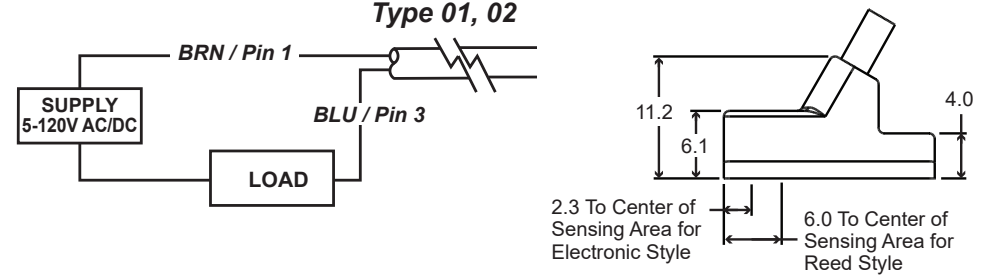 Type 01, 02
BRN / Pin 1
SUPPLY
5-120V AC/DC
BLU / Pin 3
LOAD
11.2
6.1
4.0
2.3 To Center of
Sensing Area for
Electronic Style
6.0 To Center of
Sensing Area for
Reed Style